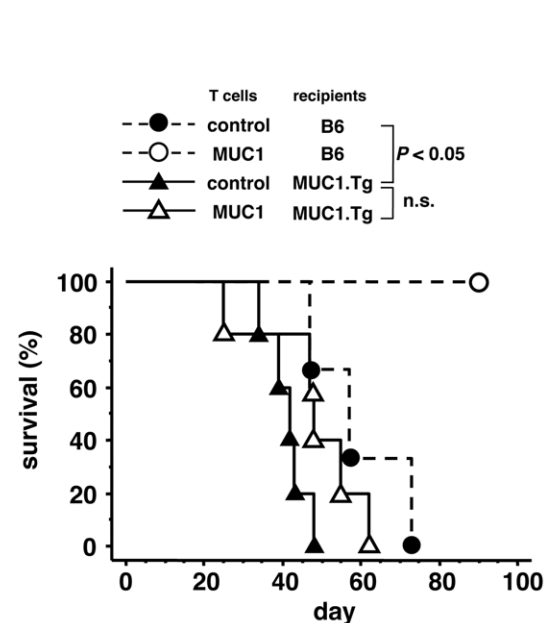 T cells recipients
control B6
MUC1 B6
P < 0.05
control MUC1.Tg
n.s.
MUC1 MUC1.Tg
100
80
60
40
20
0
survival (%)
0 20 40 60 80 100
day